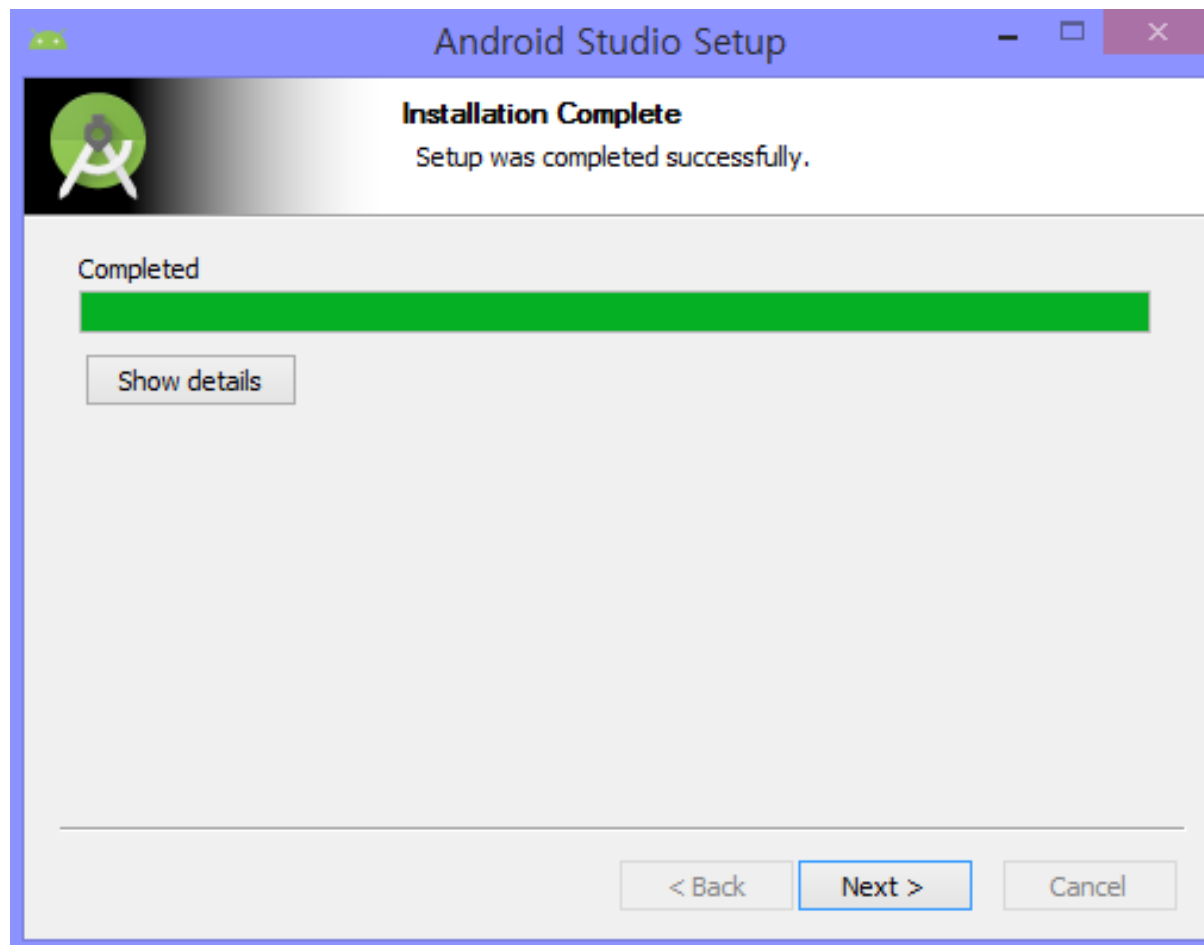 Android Studio Setup
Installation Complete
Setup was completed successfully.
Completed
Show details
< Back
Next >
Cancel